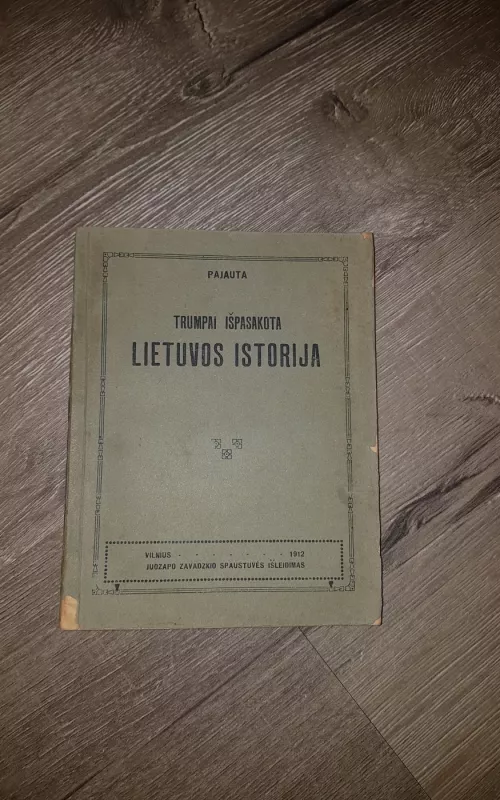 PAJAUTA
TRUMPAI IŠPASAKOTA
LIETUVOS ISTORIJA
VILNIUS - - - - - - - 1912
JUOZAPO ZAVADZKIO SPAUSTUVĖS IŠLEIDIMAS